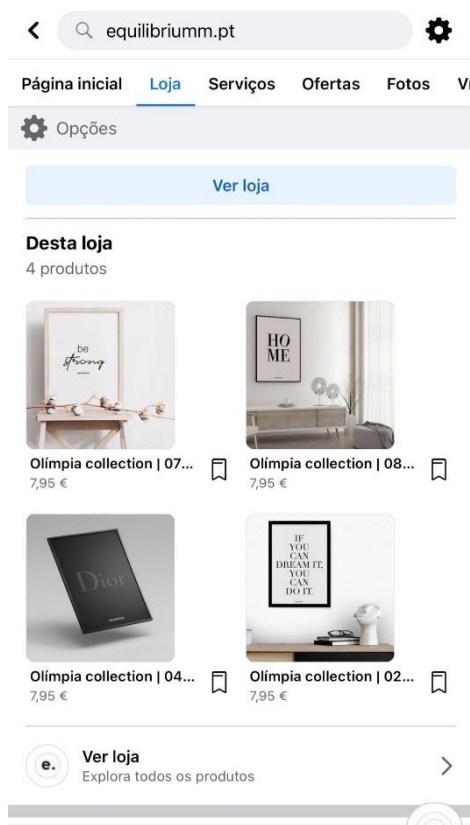 equilibriumm.pt
Página inicial Loja Serviços Ofertas Fotos
Opções
Ver loja
Desta loja
4 produtos
be
strong
HO
ME
Olímpia collection | 07...
7,95 €
Olímpia collection | 08...
7,95 €
Dior
IF
YOU
CAN
DREAM IT,
YOU
CAN
DO IT.
Olímpia collection | 04...
7,95 €
Olímpia collection | 02...
7,95 €
e.
Ver loja
Explora todos os produtos